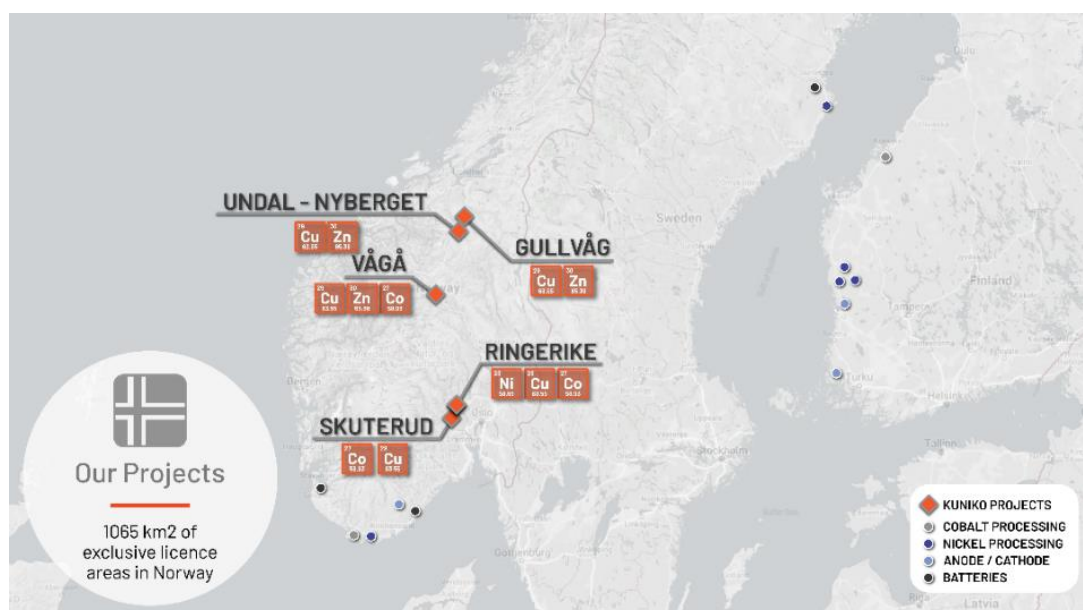 UNDAL - NYBERGET
Cu Zn
GULLVÅG
Cu Zn
VÅGÅ
Cu Zn Co
RINGERIKE
Ni Cu Co
SKUTERUD
Co Cu
Our Projects
1065 km2 of
exclusive licence
areas in Norway
Sweden
Finland
Tampere
Turku
Helsinki
Tallinn
Stockholm
Oslo
Bergen
Gothenburg
Riga
Latvia
KUNIKO PROJECTS
COBALT PROCESSING
NICKEL PROCESSING
ANODE / CATHODE
BATTERIES